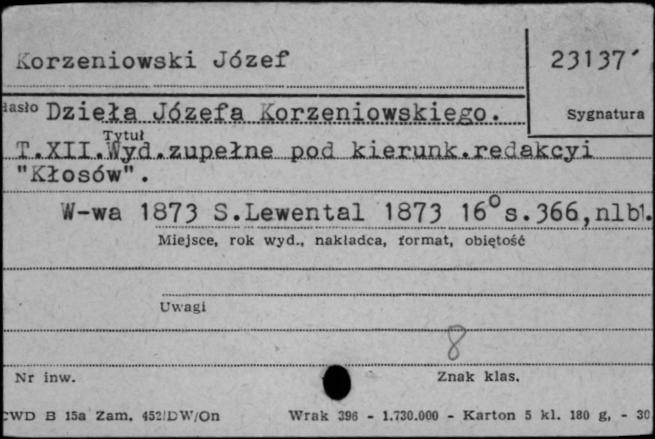 Korzeniowski Józef
23137'
Sygnatura
Hasło Dzieła Józefa Korzeniowskiego.
Tytuł
T.XII.Wyd.zupełne pod kierunk.redakcyi
"Kłosów".
W-wa 1873 S.Lewental 1873 16° s.366,nlb1.
Miejsce, rok wyd., nakładca, format, objętość
Uwagi
8
Nr inw.
Znak klas.
CWD B 15a Zam. 452/DW/On Wrak 396 - 1.730.000 - Karton 5 kl. 180 g, - 30